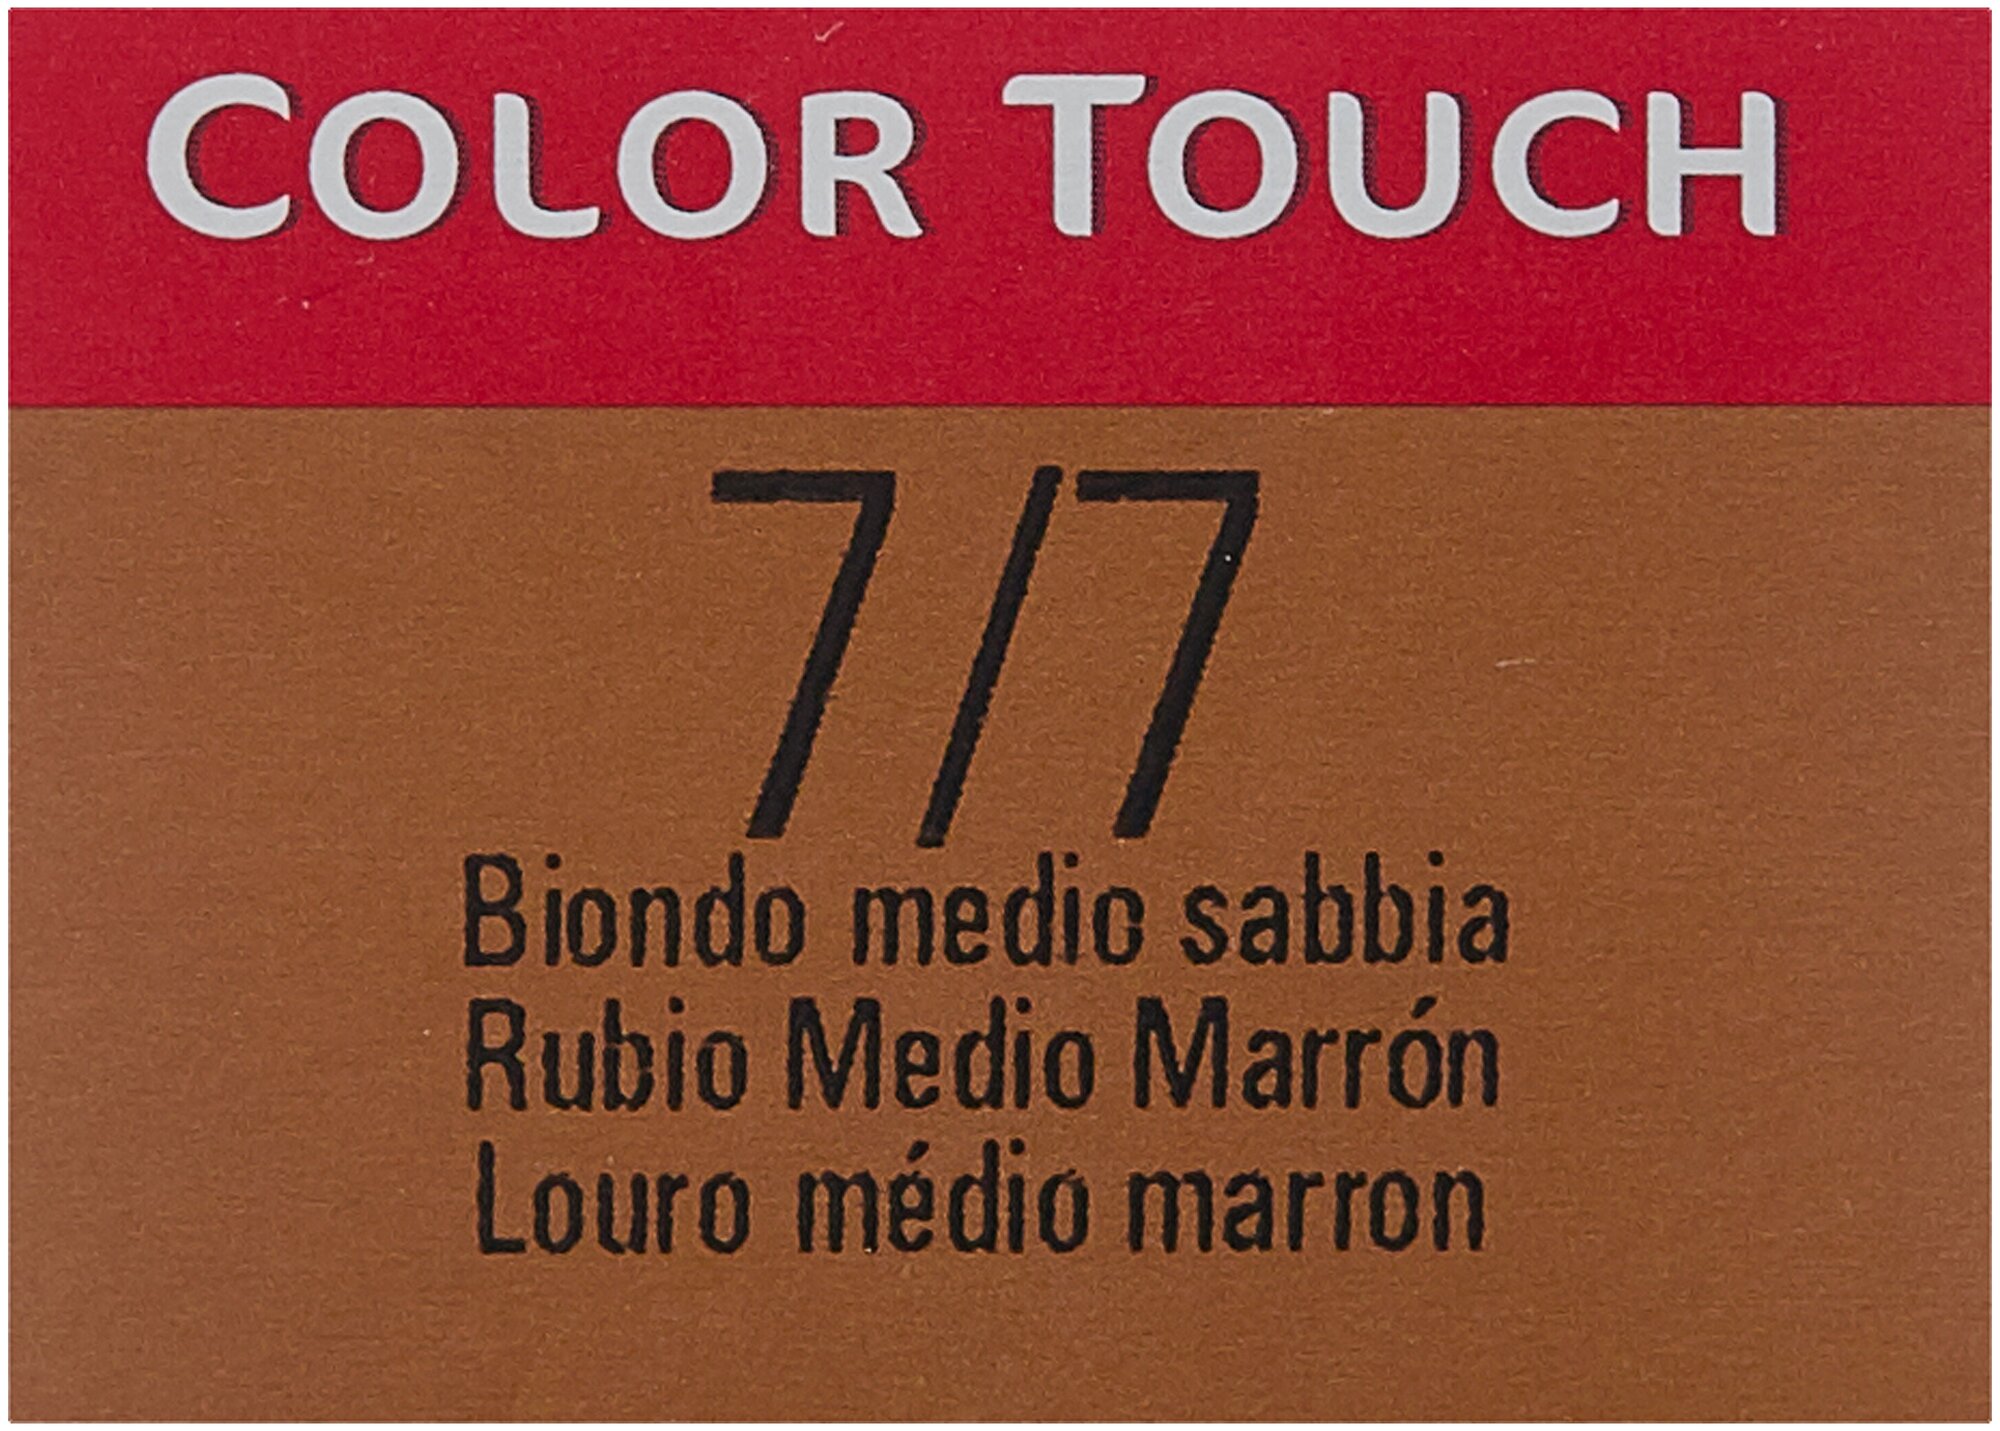 COLOR TOUCH
7/7
Biondo medio sabbia
Rubio Medio Marrón
Louro médio marron